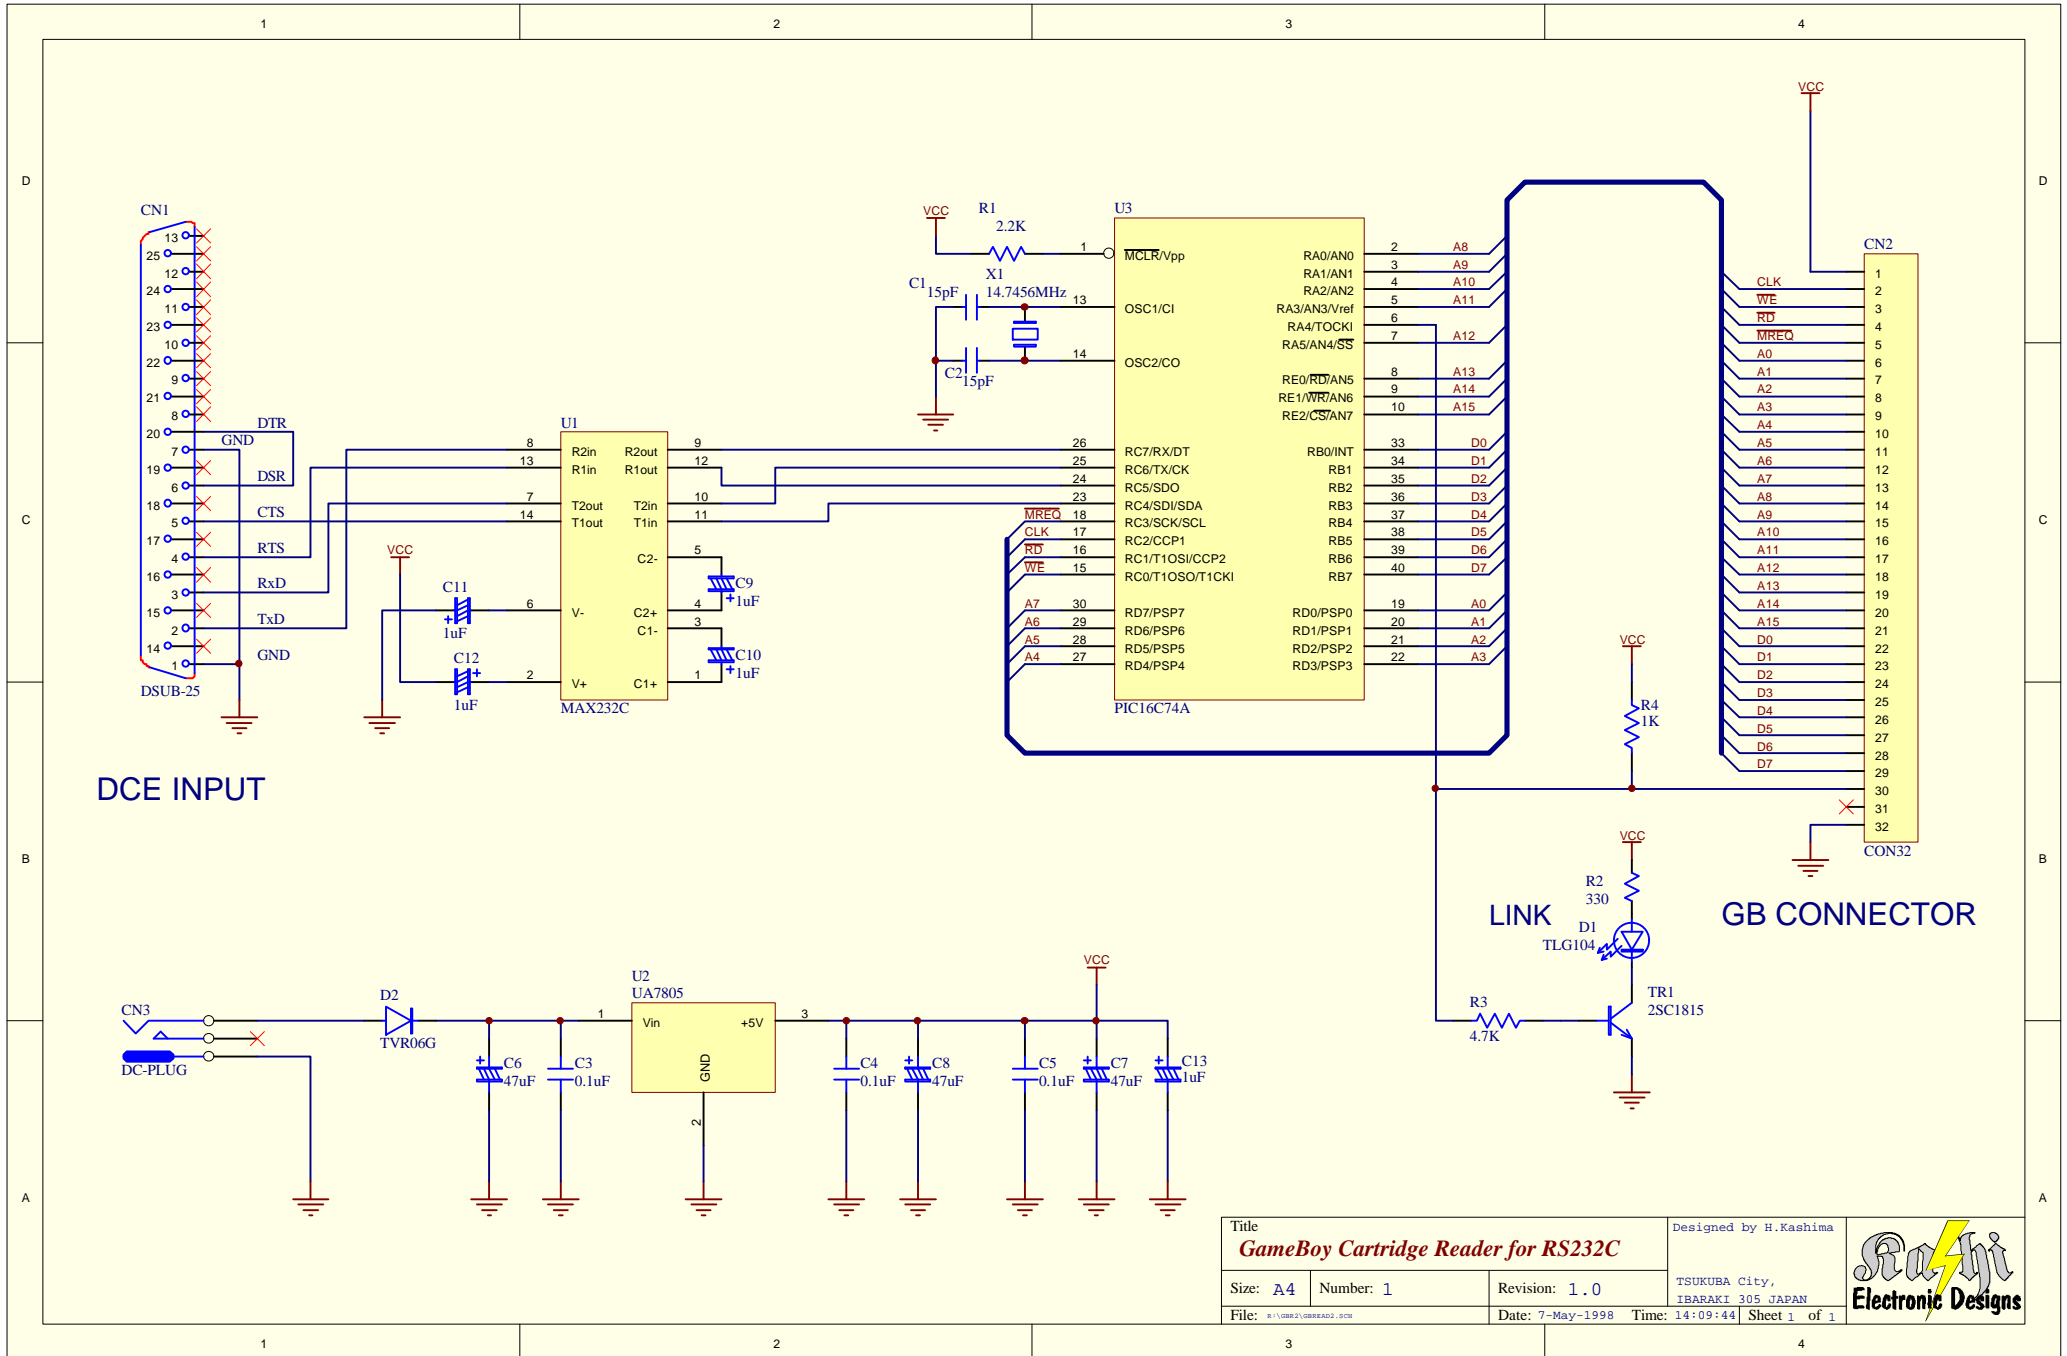 1 2 3 4
D
C
B
A
D
C
B
A
1 2 3 4
CN1
13
25
12
24
11
23
10
22
9
21
8
20
7
19
6
18
5
17
4
16
3
15
2
14
1
DSUB-25
DTR
GND
DSR
CTS
RTS
RxD
TxD
GND
DCE INPUT
VCC
C11
1uF
C12
1uF
U1
8 R2in R2out 9
13 R1in R1out 12
7 T2out T2in 10
14 T1out T1in 11
C2- 5
6 V- C2+ 4
C1- 3
2 V+ C1+ 1
MAX232C
C9
1uF
C10
1uF
VCC
R1
2.2K
X1
14.7456MHz
C1
15pF
C2
15pF
U3
1 MCLR/Vpp RA0/AN0 2 A8
RA1/AN1 3 A9
RA2/AN2 4 A10
13 OSC1/CI RA3/AN3/Vref 5 A11
RA4/TOCKI 6
RA5/AN4/SS 7 A12
14 OSC2/CO
RE0/RD/AN5 8 A13
RE1/WR/AN6 9 A14
RE2/CS/AN7 10 A15
26 RC7/RX/DT RB0/INT 33 D0
25 RC6/TX/CK RB1 34 D1
24 RC5/SDO RB2 35 D2
23 RC4/SDI/SDA RB3 36 D3
MREQ 18 RC3/SCK/SCL RB4 37 D4
CLK 17 RC2/CCP1 RB5 38 D5
RD 16 RC1/T1OSI/CCP2 RB6 39 D6
WE 15 RC0/T1OSO/T1CKI RB7 40 D7
A7 30 RD7/PSP7 RD0/PSP0 19 A0
A6 29 RD6/PSP6 RD1/PSP1 20 A1
A5 28 RD5/PSP5 RD2/PSP2 21 A2
A4 27 RD4/PSP4 RD3/PSP3 22 A3
PIC16C74A
VCC
CN2
1
CLK 2
WE 3
RD 4
MREQ 5
A0 6
A1 7
A2 8
A3 9
A4 10
A5 11
A6 12
A7 13
A8 14
A9 15
A10 16
A11 17
A12 18
A13 19
A14 20
A15 21
D0 22
D1 23
D2 24
D3 25
D4 26
D5 27
D6 28
D7 29
30
31
32
CON32
GB CONNECTOR
VCC
R4
1K
VCC
R2
330
LINK
D1
TLG104
TR1
2SC1815
R3
4.7K
CN3
DC-PLUG
D2
TVR06G
C6
47uF
C3
0.1uF
U2
UA7805
1 Vin +5V 3
GND
2
C4
0.1uF
C8
47uF
C5
0.1uF
VCC
C7
47uF
C13
1uF
Title
GameBoy Cartridge Reader for RS232C
Designed by H.Kashima
TSUKUBA City,
IBARAKI 305 JAPAN
Size: A4 Number: 1 Revision: 1.0
File: R:\GBR2\GBREAD2.SCH Date: 7-May-1998 Time: 14:09:44 Sheet 1 of 1
Kashi
Electronic Designs